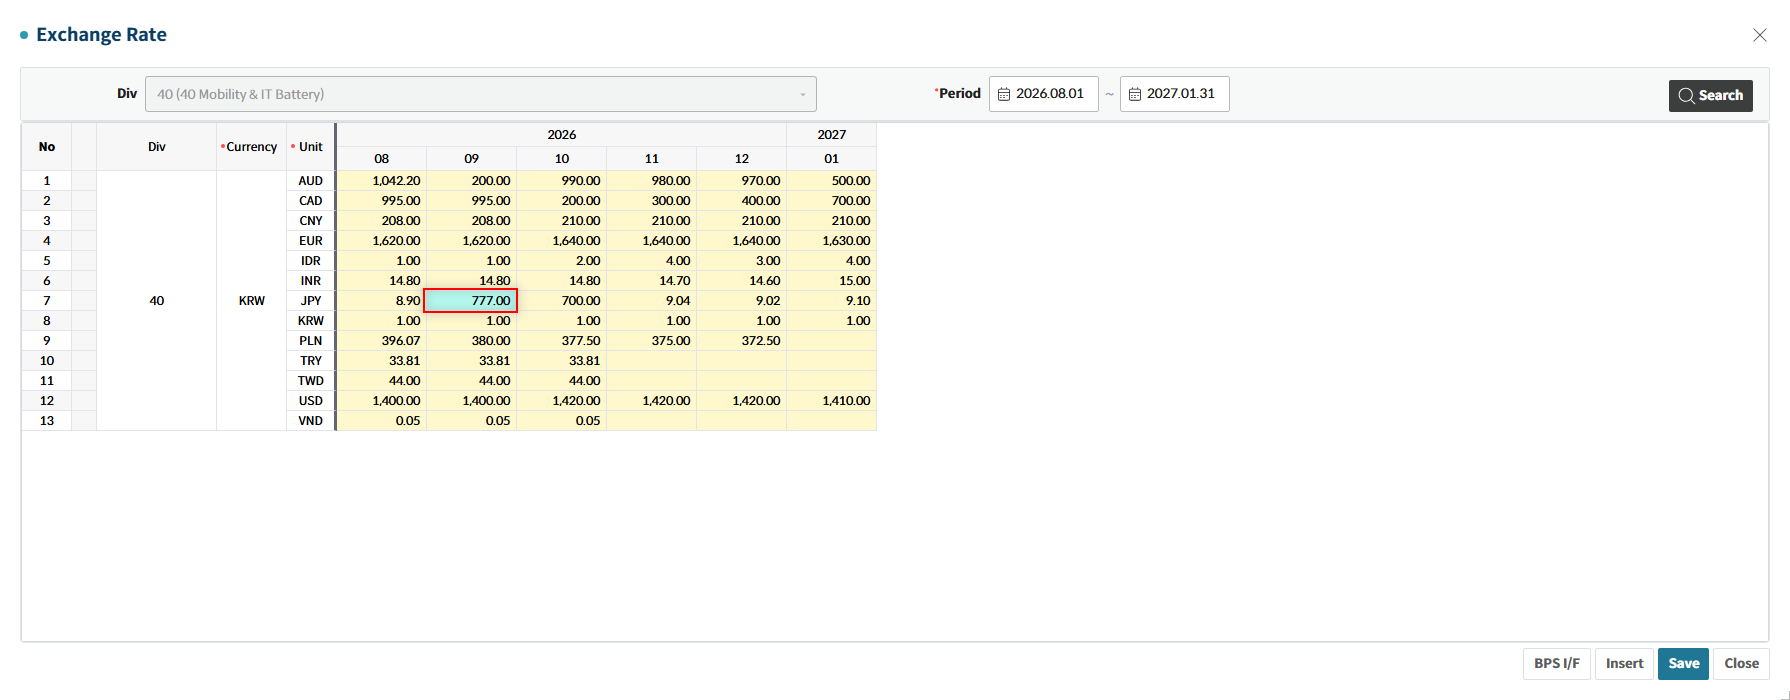 Exchange Rate
Div 40 (40 Mobility & IT Battery) *Period 2026.08.01 ~ 2027.01.31 Search
No Div *Currency *Unit 2026 2027
08 09 10 11 12 01
1 AUD 1,042.20 200.00 990.00 980.00 970.00 500.00
2 CAD 995.00 995.00 200.00 300.00 400.00 700.00
3 CNY 208.00 208.00 210.00 210.00 210.00 210.00
4 EUR 1,620.00 1,620.00 1,640.00 1,640.00 1,640.00 1,630.00
5 IDR 1.00 1.00 2.00 4.00 3.00 4.00
6 INR 14.80 14.80 14.80 14.70 14.60 15.00
7 40 KRW JPY 8.90 777.00 700.00 9.04 9.02 9.10
8 KRW 1.00 1.00 1.00 1.00 1.00 1.00
9 PLN 396.07 380.00 377.50 375.00 372.50
10 TRY 33.81 33.81 33.81
11 TWD 44.00 44.00 44.00
12 USD 1,400.00 1,400.00 1,420.00 1,420.00 1,420.00 1,410.00
13 VND 0.05 0.05 0.05
BPS I/F Insert Save Close